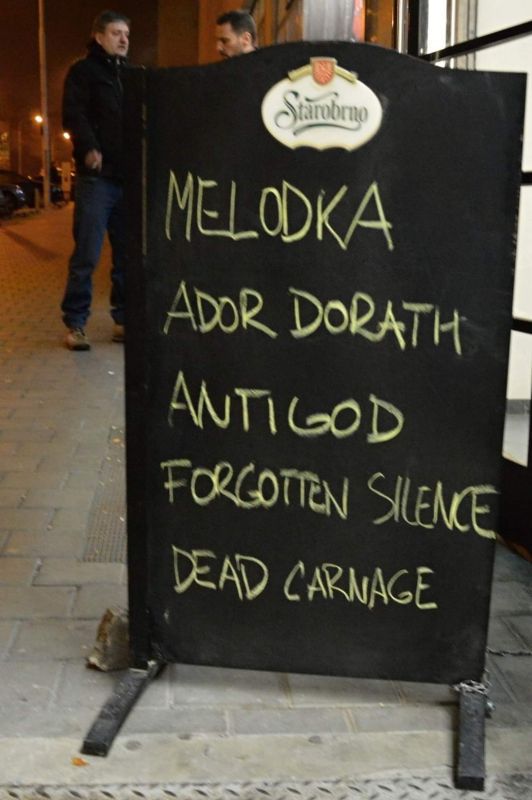 Starobrno
MELODKA
ADOR DORATH
ANTIGOD
FORGOTTEN SILENCE
DEAD CARNAGE